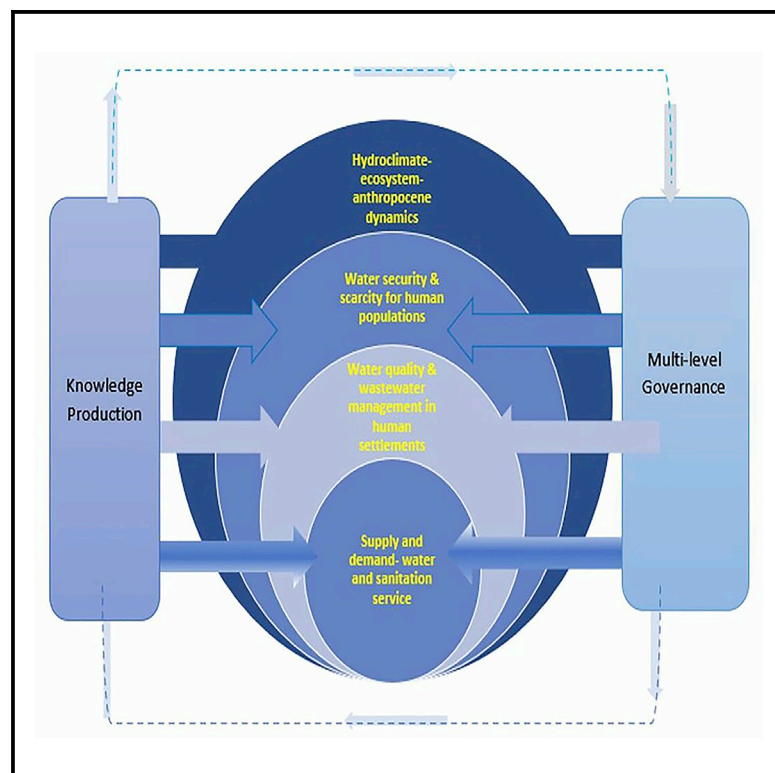 Hydroclimate-
ecosystem-
anthropocene
dynamics
Water security &
scarcity for human
populations
Water quality &
wastewater
management in
human
settlements
Supply and
demand- water
and sanitation
service
Knowledge
Production
Multi-level
Governance